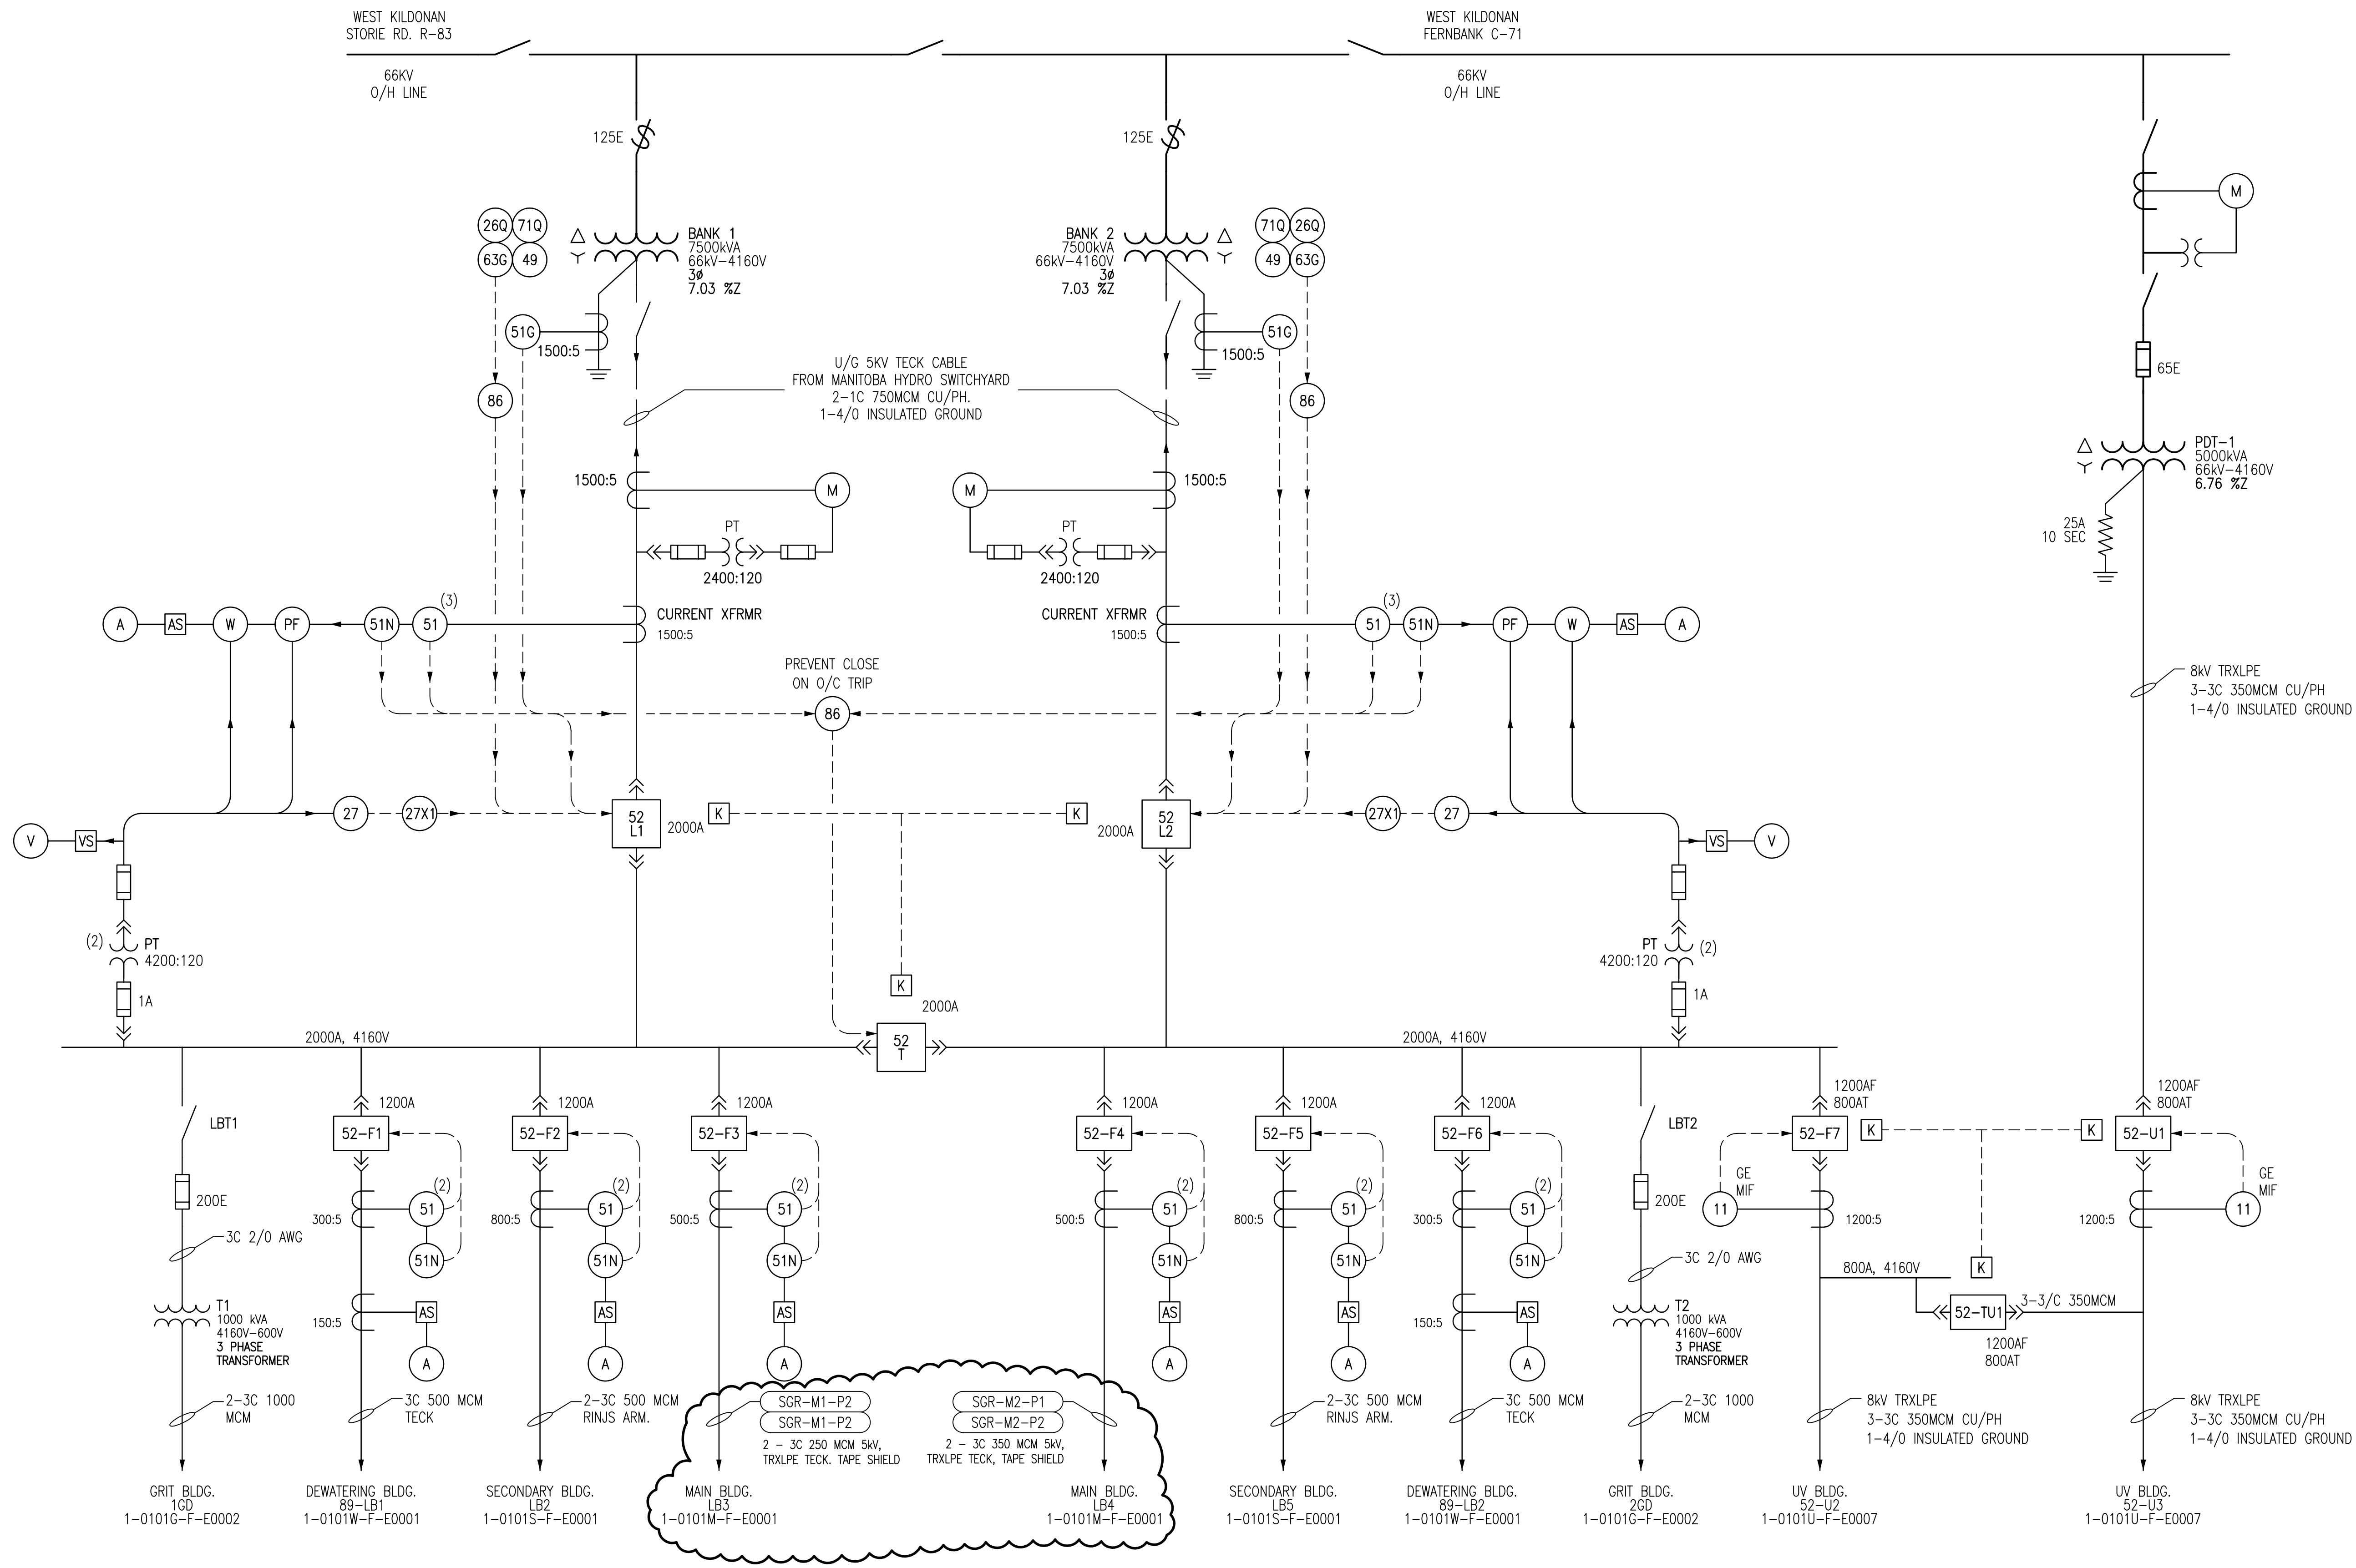 WEST KILDONAN
STORIE RD. R-83
66KV
O/H LINE
WEST KILDONAN
FERNBANK C-71
66KV
O/H LINE
125E
125E
M
26Q
71Q
63G
49
BANK 1
7500kVA
66kV-4160V
3ø
7.03 %Z
BANK 2
7500kVA
66kV-4160V
3ø
7.03 %Z
71Q
26Q
49
63G
51G
1500:5
51G
1500:5
86
U/G 5KV TECK CABLE
FROM MANITOBA HYDRO SWITCHYARD
2-1C 750MCM CU/PH.
1-4/0 INSULATED GROUND
86
65E
PDT-1
5000kVA
66kV-4160V
6.76 %Z
25A
10 SEC
1500:5
M
PT
2400:120
M
PT
2400:120
1500:5
A
AS
W
PF
51N
51
(3)
CURRENT XFRMR
1500:5
CURRENT XFRMR
1500:5
51
(3)
51N
PF
W
AS
A
PREVENT CLOSE
ON O/C TRIP
86
8kV TRXLPE
3-3C 350MCM CU/PH
1-4/0 INSULATED GROUND
V
VS
27
27X1
52
L1
2000A
K
K
2000A
52
L2
27X1
27
VS
V
(2)
PT
4200:120
1A
K
2000A
52
T
PT
4200:120
(2)
1A
2000A, 4160V
2000A, 4160V
LBT1
200E
3C 2/0 AWG
T1
1000 kVA
4160V-600V
3 PHASE
TRANSFORMER
2-3C 1000
MCM
GRIT BLDG.
1GD
1-0101G-F-E0002
1200A
52-F1
300:5
51
(2)
51N
150:5
AS
A
3C 500 MCM
TECK
DEWATERING BLDG.
89-LB1
1-0101W-F-E0001
1200A
52-F2
800:5
51
(2)
51N
AS
A
2-3C 500 MCM
RINJS ARM.
SECONDARY BLDG.
LB2
1-0101S-F-E0001
1200A
52-F3
500:5
51
(2)
51N
AS
A
SGR-M1-P2
SGR-M1-P2
2 - 3C 250 MCM 5kV,
TRXLPE TECK. TAPE SHIELD
MAIN BLDG.
LB3
1-0101M-F-E0001
1200A
52-F4
500:5
51
(2)
51N
AS
A
SGR-M2-P1
SGR-M2-P2
2 - 3C 350 MCM 5kV,
TRXLPE TECK, TAPE SHIELD
MAIN BLDG.
LB4
1-0101M-F-E0001
1200A
52-F5
800:5
51
(2)
51N
AS
A
2-3C 500 MCM
RINJS ARM.
SECONDARY BLDG.
LB5
1-0101S-F-E0001
1200A
52-F6
300:5
51
(2)
51N
150:5
AS
A
3C 500 MCM
TECK
DEWATERING BLDG.
89-LB2
1-0101W-F-E0001
LBT2
200E
3C 2/0 AWG
T2
1000 kVA
4160V-600V
3 PHASE
TRANSFORMER
2-3C 1000
MCM
GRIT BLDG.
2GD
1-0101G-F-E0002
1200AF
800AT
52-F7
GE
MIF
11
1200:5
800A, 4160V
8kV TRXLPE
3-3C 350MCM CU/PH
1-4/0 INSULATED GROUND
UV BLDG.
52-U2
1-0101U-F-E0007
K
K
K
52-TU1
3-3/C 350MCM
1200AF
800AT
1200AF
800AT
52-U1
GE
MIF
11
1200:5
8kV TRXLPE
3-3C 350MCM CU/PH
1-4/0 INSULATED GROUND
UV BLDG.
52-U3
1-0101U-F-E0007